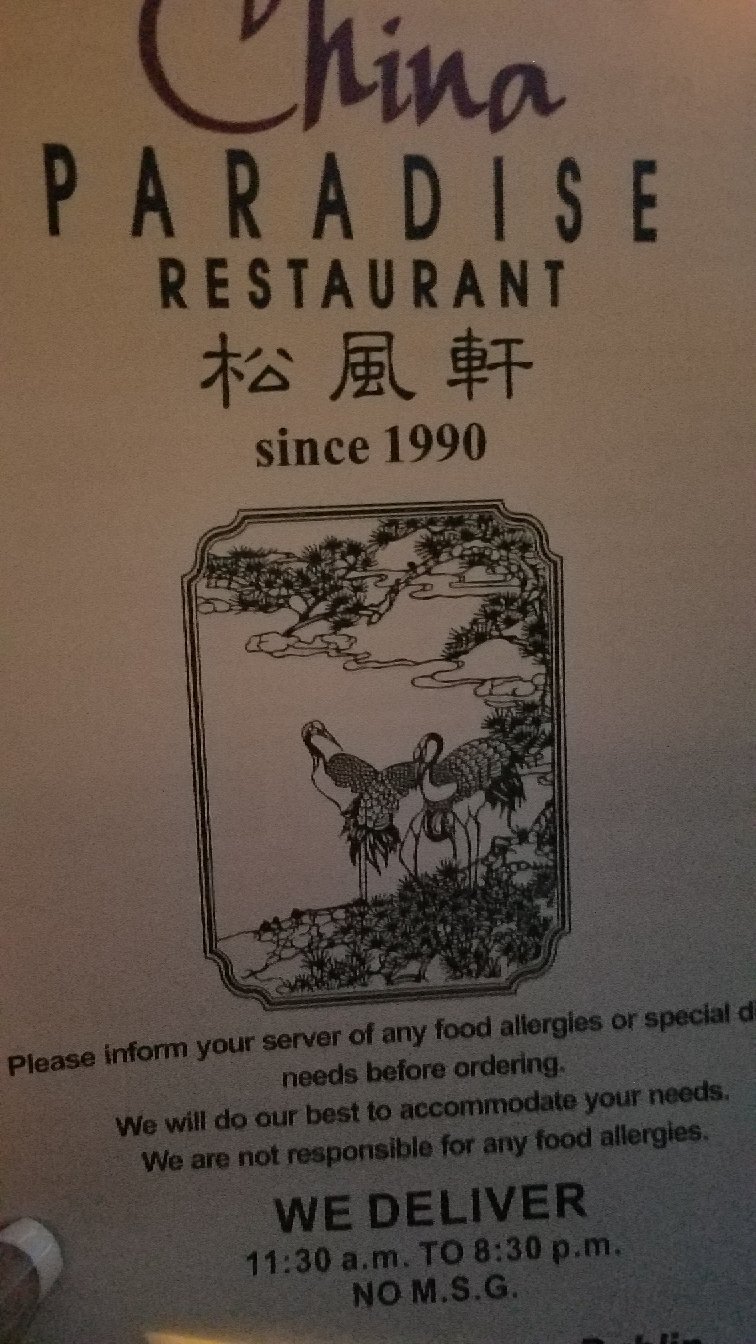 China
PARADISE
RESTAURANT
松風軒
since 1990
Please inform your server of any food allergies or special
needs before ordering.
We will do our best to accommodate your needs.
We are not responsible for any food allergies.
WE DELIVER
11:30 a.m. TO 8:30 p.m.
NO M.S.G.